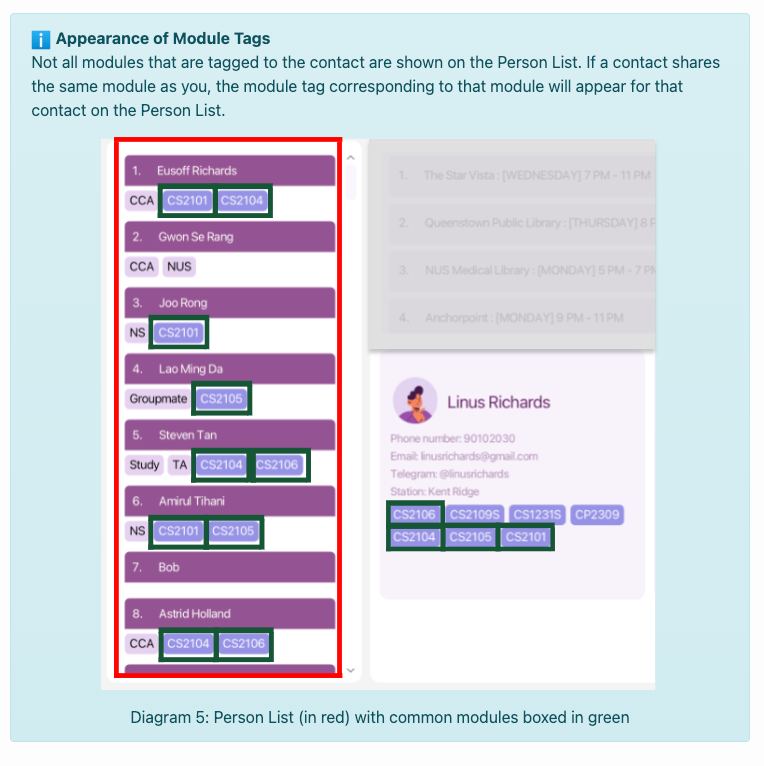 Appearance of Module Tags
Not all modules that are tagged to the contact are shown on the Person List. If a contact shares
the same module as you, the module tag corresponding to that module will appear for that
contact on the Person List.
1. Eusoff Richards
CCA CS2101 CS2104
2. Gwon Se Rang
CCA NUS
3. Joo Rong
NS CS2101
4. Lao Ming Da
Groupmate CS2105
5. Steven Tan
Study TA CS2104 CS2106
6. Amirul Tihani
NS CS2101 CS2105
7. Bob
8. Astrid Holland
CCA CS2104 CS2106
1. The Star Vista : [WEDNESDAY] 7 PM - 11 PM
2. Queenstown Public Library : [THURSDAY] 8 P
3. NUS Medical Library : [MONDAY] 5 PM - 7 PM
4. Anchorpoint : [MONDAY] 9 PM - 11 PM
Linus Richards
Phone number: 90102030
Email: linusrichards@gmail.com
Telegram: @linusrichards
Station: Kent Ridge
CS2106 CS2109S CS1231S CP2309
CS2104 CS2105 CS2101
Diagram 5: Person List (in red) with common modules boxed in green